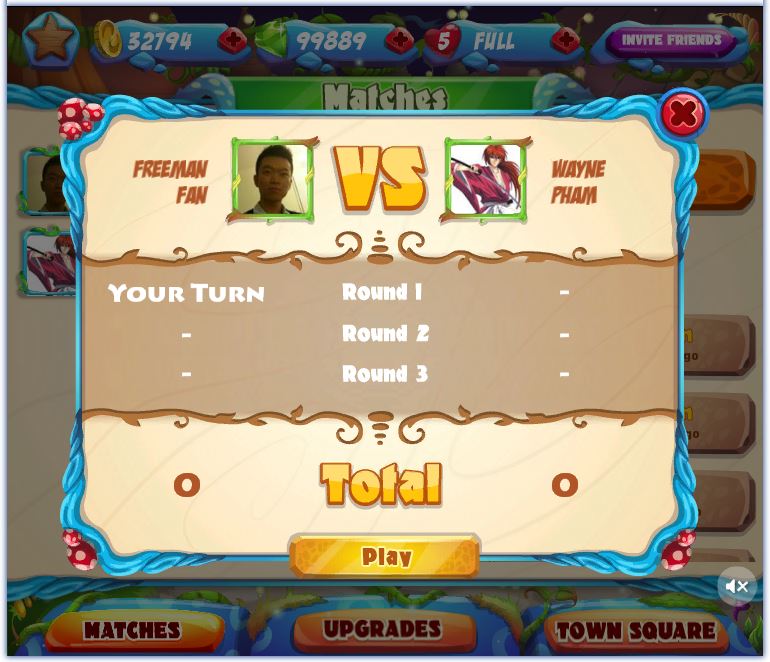 32794 99889 5 FULL INVITE FRIENDS
Matches
FREEMAN FAN
VS
WAYNE PHAM
YOUR TURN Round 1 -
- Round 2 -
- Round 3 -
0 Total 0
Play
MATCHES UPGRADES TOWN SQUARE